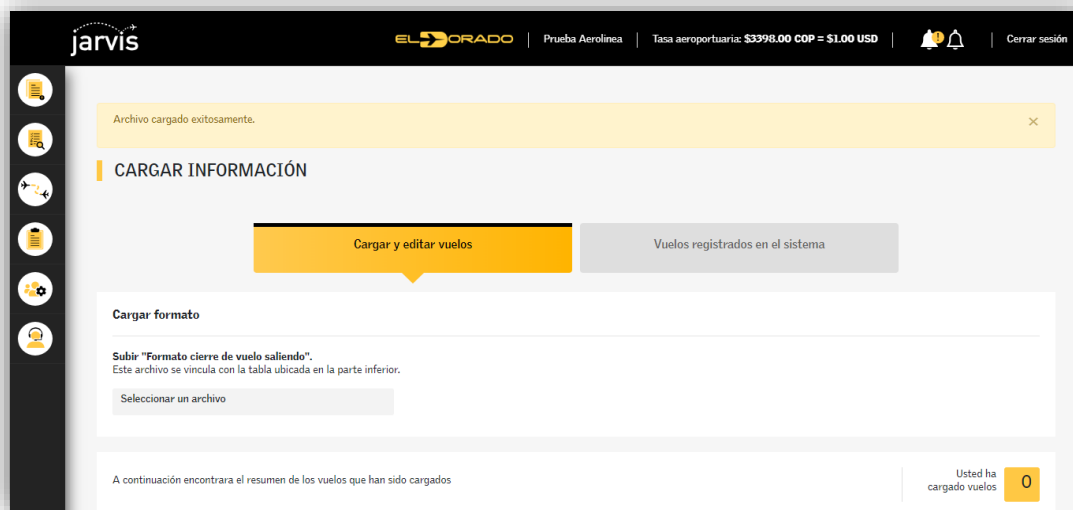 jarvis
EL DORADO
Prueba Aerolinea
Tasa aeroportuaria: $3398.00 COP = $1.00 USD
Cerrar sesión
Archivo cargado exitosamente.
CARGAR INFORMACIÓN
Cargar y editar vuelos
Vuelos registrados en el sistema
Cargar formato
Subir "Formato cierre de vuelo saliendo".
Este archivo se vincula con la tabla ubicada en la parte inferior.
Seleccionar un archivo
A continuación encontrara el resumen de los vuelos que han sido cargados
Usted ha
cargado vuelos
0